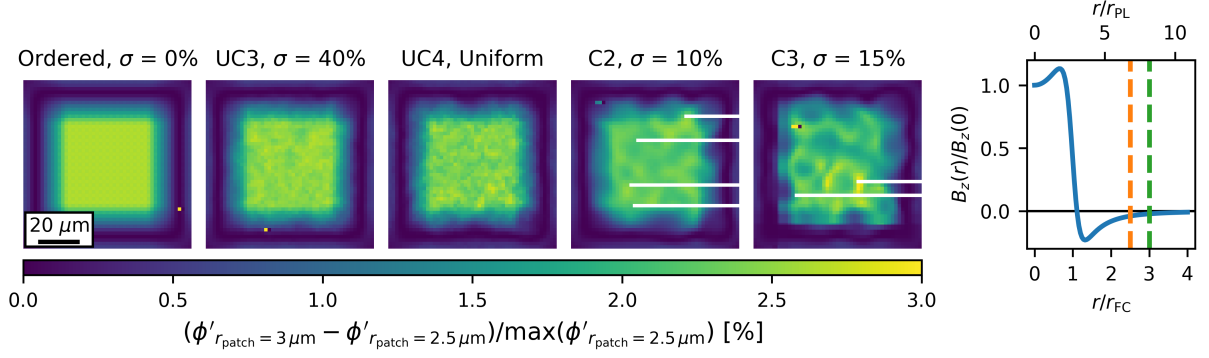 Ordered, σ = 0%
UC3, σ = 40%
UC4, Uniform
C2, σ = 10%
C3, σ = 15%
20 μm
0.0 0.5 1.0 1.5 2.0 2.5 3.0
(ϕ′r_patch = 3 μm − ϕ′r_patch = 2.5 μm)/max(ϕ′r_patch = 2.5 μm) [%]
r/r_PL
0 5 10
B_z(r)/B_z(0)
1.0
0.5
0.0
0 1 2 3 4
r/r_FC